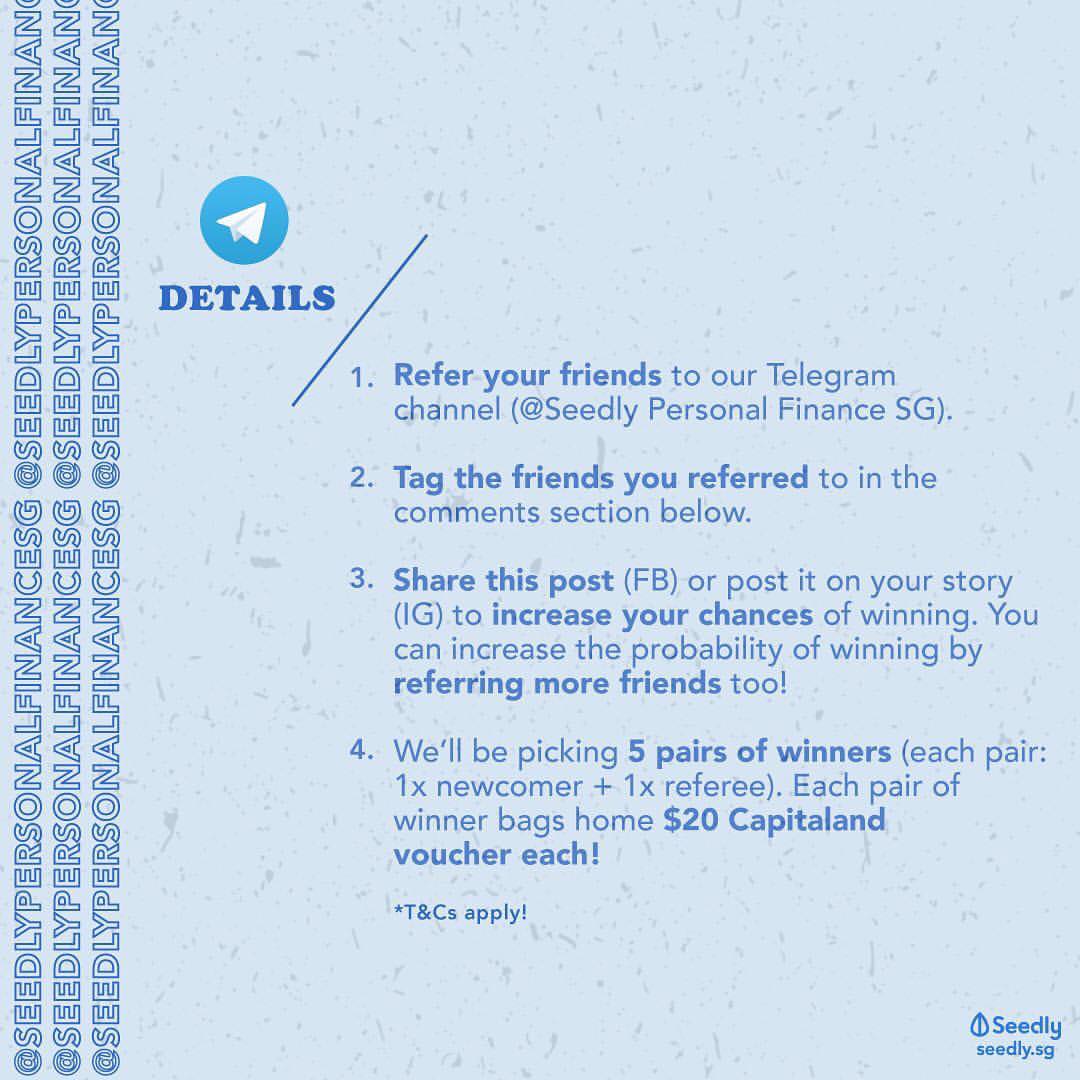 @SEEDLYPERSONALFINANCESG @SEEDLYPERSONALFINANC
@SEEDLYPERSONALFINANCESG @SEEDLYPERSONALFINANC
@SEEDLYPERSONALFINANCESG @SEEDLYPERSONALFINANC
DETAILS
1. Refer your friends to our Telegram
channel (@Seedly Personal Finance SG).
2. Tag the friends you referred to in the
comments section below.
3. Share this post (FB) or post it on your story
(IG) to increase your chances of winning. You
can increase the probability of winning by
referring more friends too!
4. We'll be picking 5 pairs of winners (each pair:
1x newcomer + 1x referee). Each pair of
winner bags home $20 Capitaland
voucher each!
*T&Cs apply!
Seedly
seedly.sg